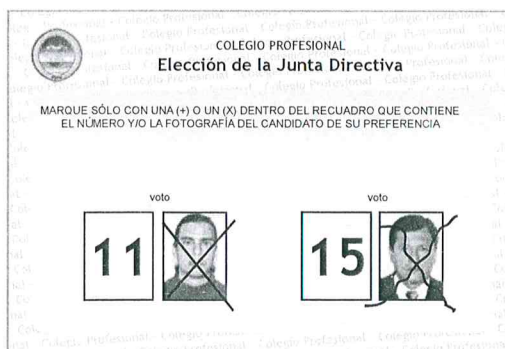 COLEGIO PROFESIONAL
Elección de la Junta Directiva
MARQUE SÓLO CON UNA (+) O UN (X) DENTRO DEL RECUADRO QUE CONTIENE
EL NÚMERO Y/O LA FOTOGRAFÍA DEL CANDIDATO DE SU PREFERENCIA
voto voto
11 15